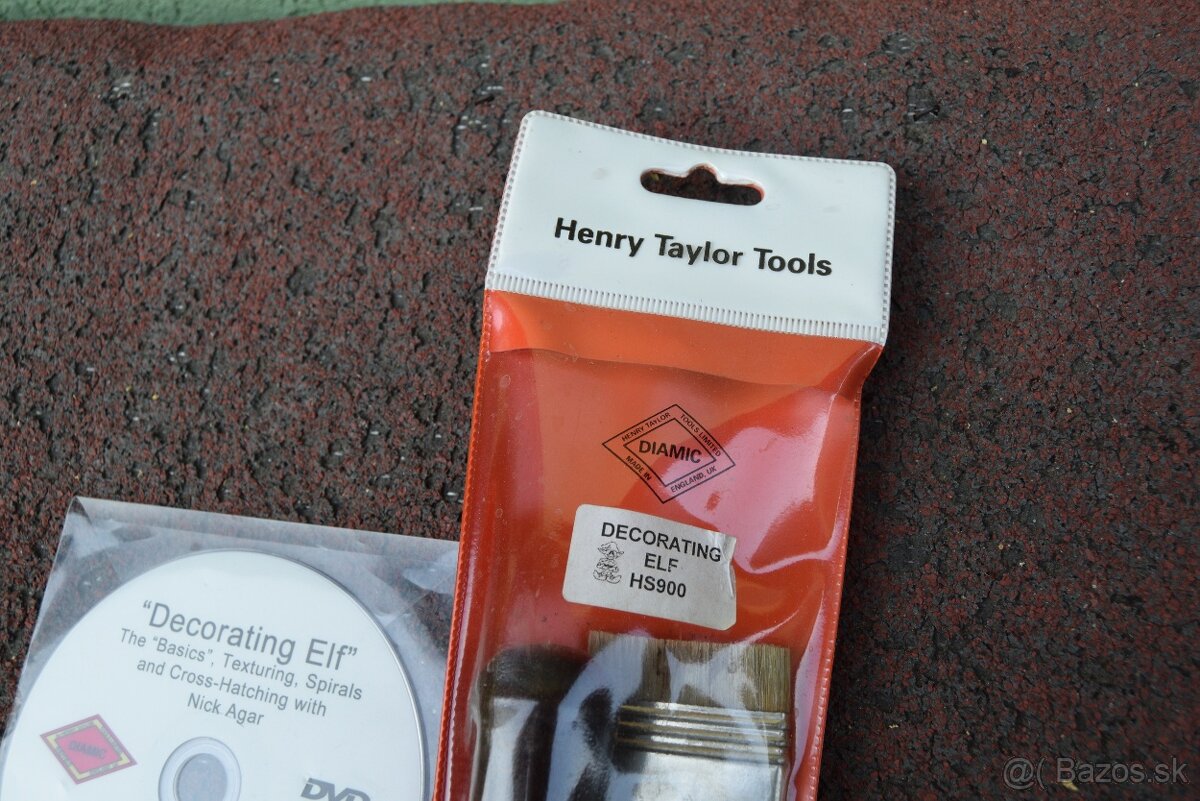 Henry Taylor Tools
HENRY TAYLOR
TOOLS LIMITED
DIAMIC
MADE IN
ENGLAND, UK
DECORATING
ELF
HS900
"Decorating Elf"
The "Basics", Texturing, Spirals
and Cross-Hatching with
Nick Agar
DIAMIC
DVD
@( Bazos.sk